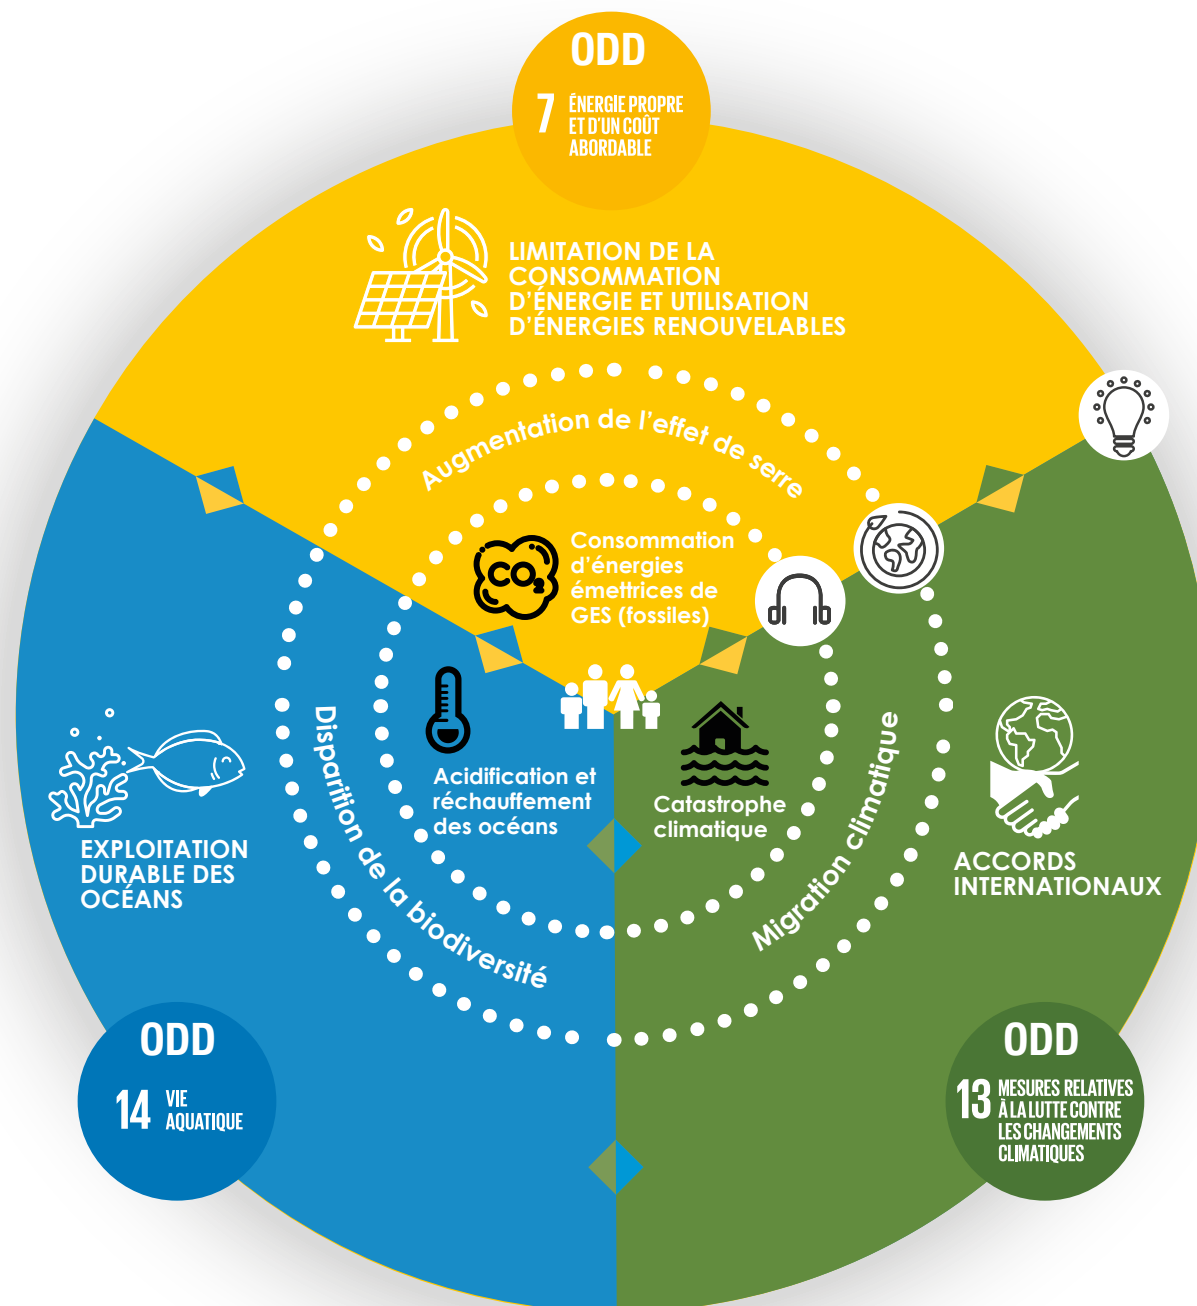 ODD
7
ÉNERGIE PROPRE
ET D'UN COÛT
ABORDABLE
LIMITATION DE LA
CONSOMMATION
D'ÉNERGIE ET UTILISATION
D'ÉNERGIES RENOUVELABLES
Augmentation de l'effet de serre
CO2
Consommation
d'énergies
émettrices de
GES (fossiles)
Acidification et
réchauffement
des océans
Catastrophe
climatique
Disparition de la biodiversité
Migration climatique
EXPLOITATION
DURABLE DES
OCÉANS
ACCORDS
INTERNATIONAUX
ODD
14
VIE
AQUATIQUE
ODD
13
MESURES RELATIVES
À LA LUTTE CONTRE
LES CHANGEMENTS
CLIMATIQUES